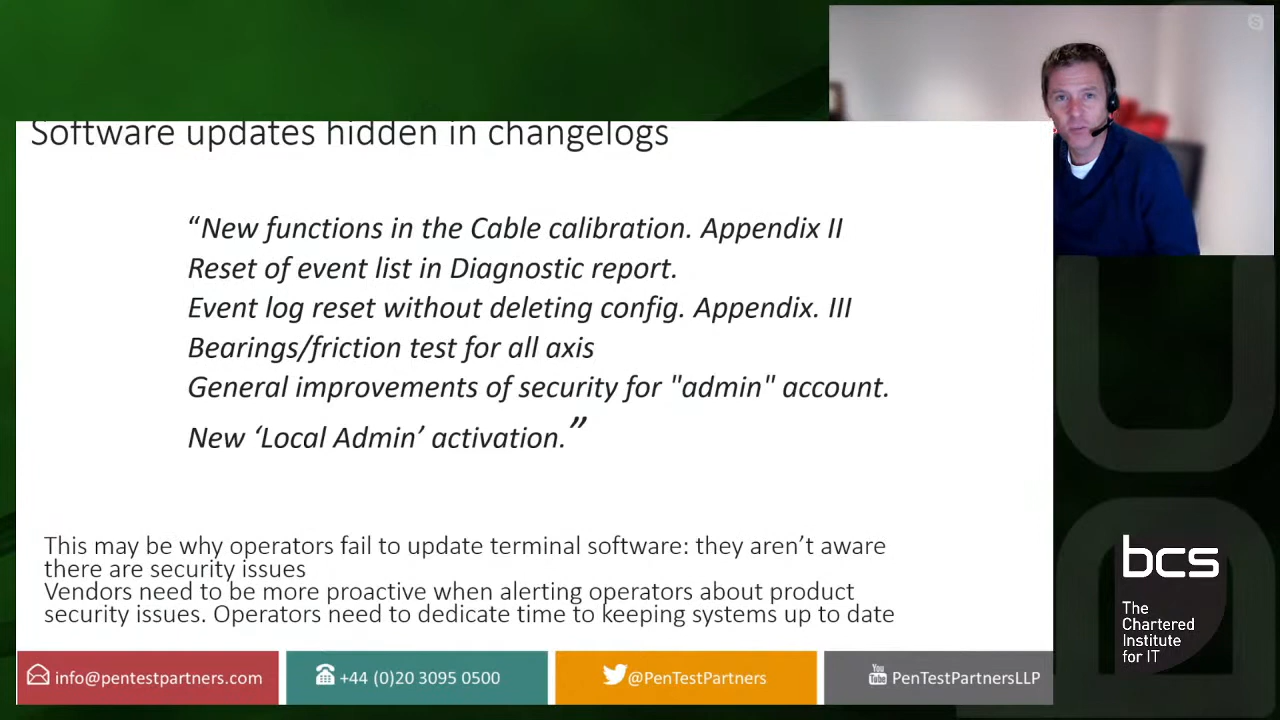 Software updates hidden in changelogs
“New functions in the Cable calibration. Appendix II
Reset of event list in Diagnostic report.
Event log reset without deleting config. Appendix. III
Bearings/friction test for all axis
General improvements of security for "admin" account.
New ‘Local Admin’ activation.”
This may be why operators fail to update terminal software: they aren’t aware
there are security issues
Vendors need to be more proactive when alerting operators about product
security issues. Operators need to dedicate time to keeping systems up to date
info@pentestpartners.com
+44 (0)20 3095 0500
@PenTestPartners
You
Tube
PenTestPartnersLLP
bcs
The
Chartered
Institute
for IT